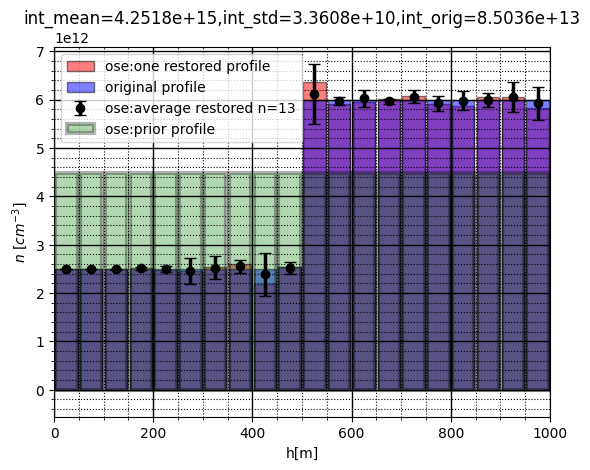 int_mean=4.2518e+15,int_std=3.3608e+10,int_orig=8.5036e+13
1e12
ose:one restored profile
original profile
ose:average restored n=13
ose:prior profile
7
6
5
4
3
2
1
0
n [cm⁻³]
0 200 400 600 800 1000
h[m]